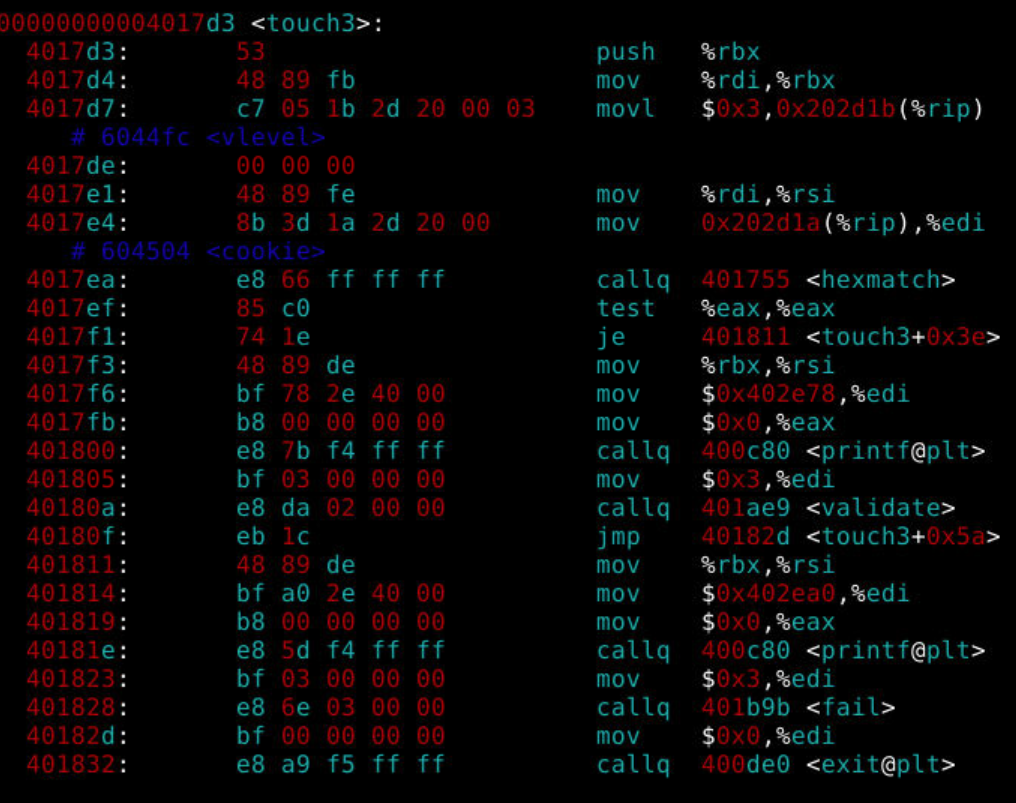 00000000004017d3 <touch3>:
4017d3: 53 push %rbx
4017d4: 48 89 fb mov %rdi,%rbx
4017d7: c7 05 1b 2d 20 00 03 movl $0x3,0x202d1b(%rip)
# 6044fc <vlevel>
4017de: 00 00 00
4017e1: 48 89 fe mov %rdi,%rsi
4017e4: 8b 3d 1a 2d 20 00 mov 0x202d1a(%rip),%edi
# 604504 <cookie>
4017ea: e8 66 ff ff ff callq 401755 <hexmatch>
4017ef: 85 c0 test %eax,%eax
4017f1: 74 1e je 401811 <touch3+0x3e>
4017f3: 48 89 de mov %rbx,%rsi
4017f6: bf 78 2e 40 00 mov $0x402e78,%edi
4017fb: b8 00 00 00 00 mov $0x0,%eax
401800: e8 7b f4 ff ff callq 400c80 <printf@plt>
401805: bf 03 00 00 00 mov $0x3,%edi
40180a: e8 da 02 00 00 callq 401ae9 <validate>
40180f: eb 1c jmp 40182d <touch3+0x5a>
401811: 48 89 de mov %rbx,%rsi
401814: bf a0 2e 40 00 mov $0x402ea0,%edi
401819: b8 00 00 00 00 mov $0x0,%eax
40181e: e8 5d f4 ff ff callq 400c80 <printf@plt>
401823: bf 03 00 00 00 mov $0x3,%edi
401828: e8 6e 03 00 00 callq 401b9b <fail>
40182d: bf 00 00 00 00 mov $0x0,%edi
401832: e8 a9 f5 ff ff callq 400de0 <exit@plt>